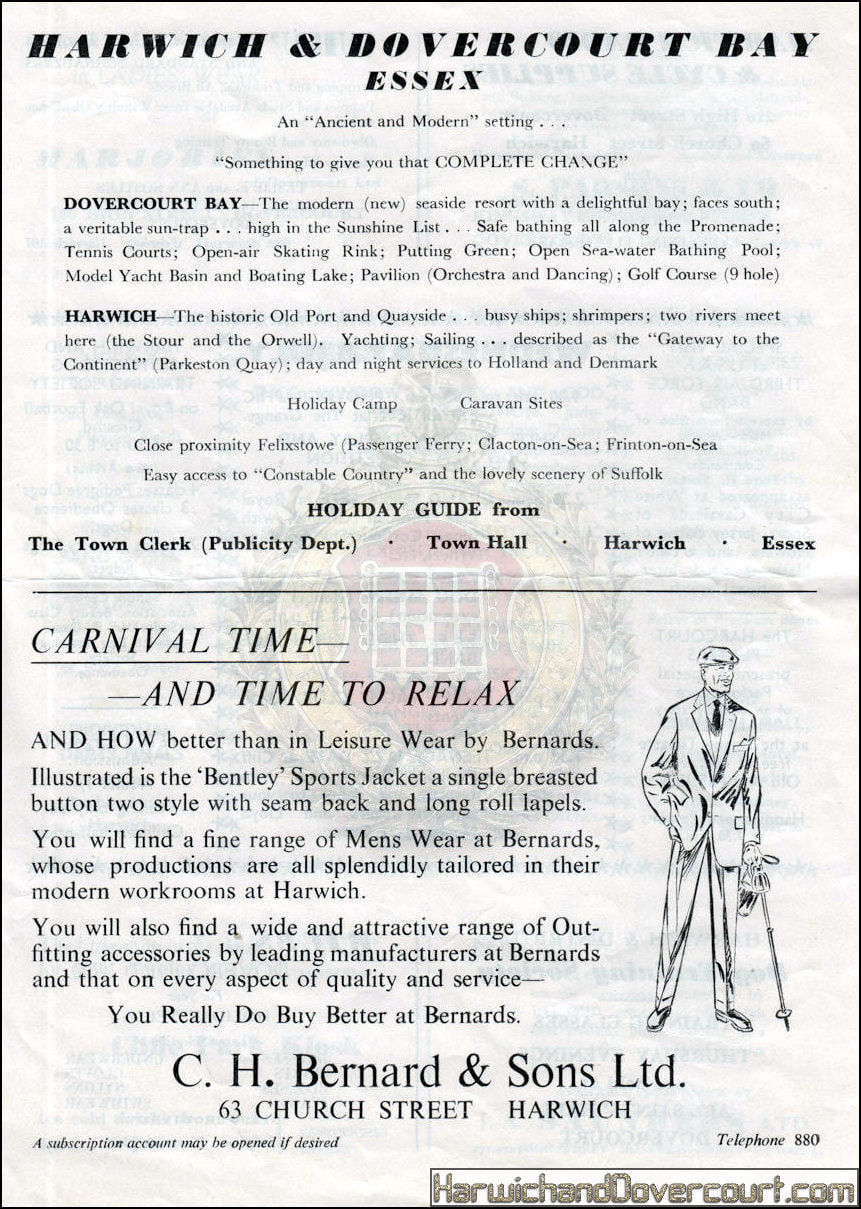 HARWICH & DOVERCOURT BAY
ESSEX
An "Ancient and Modern" setting . . .
"Something to give you that COMPLETE CHANGE"
DOVERCOURT BAY—The modern (new) seaside resort with a delightful bay; faces south;
a veritable sun-trap . . . high in the Sunshine List . . . Safe bathing all along the Promenade;
Tennis Courts; Open-air Skating Rink; Putting Green; Open Sea-water Bathing Pool;
Model Yacht Basin and Boating Lake; Pavilion (Orchestra and Dancing); Golf Course (9 hole)
HARWICH—The historic Old Port and Quayside . . . busy ships; shrimpers; two rivers meet
here (the Stour and the Orwell). Yachting; Sailing . . . described as the "Gateway to the
Continent" (Parkeston Quay); day and night services to Holland and Denmark
Holiday Camp Caravan Sites
Close proximity Felixstowe (Passenger Ferry; Clacton-on-Sea; Frinton-on-Sea
Easy access to "Constable Country" and the lovely scenery of Suffolk
HOLIDAY GUIDE from
The Town Clerk (Publicity Dept.) · Town Hall · Harwich · Essex
CARNIVAL TIME—
—AND TIME TO RELAX
AND HOW better than in Leisure Wear by Bernards.
Illustrated is the 'Bentley' Sports Jacket a single breasted
button two style with seam back and long roll lapels.
You will find a fine range of Mens Wear at Bernards,
whose productions are all splendidly tailored in their
modern workrooms at Harwich.
You will also find a wide and attractive range of Out-
fitting accessories by leading manufacturers at Bernards
and that on every aspect of quality and service—
You Really Do Buy Better at Bernards.
C. H. Bernard & Sons Ltd.
63 CHURCH STREET HARWICH
A subscription account may be opened if desired
Telephone 880
HarwichandDovercourt.com